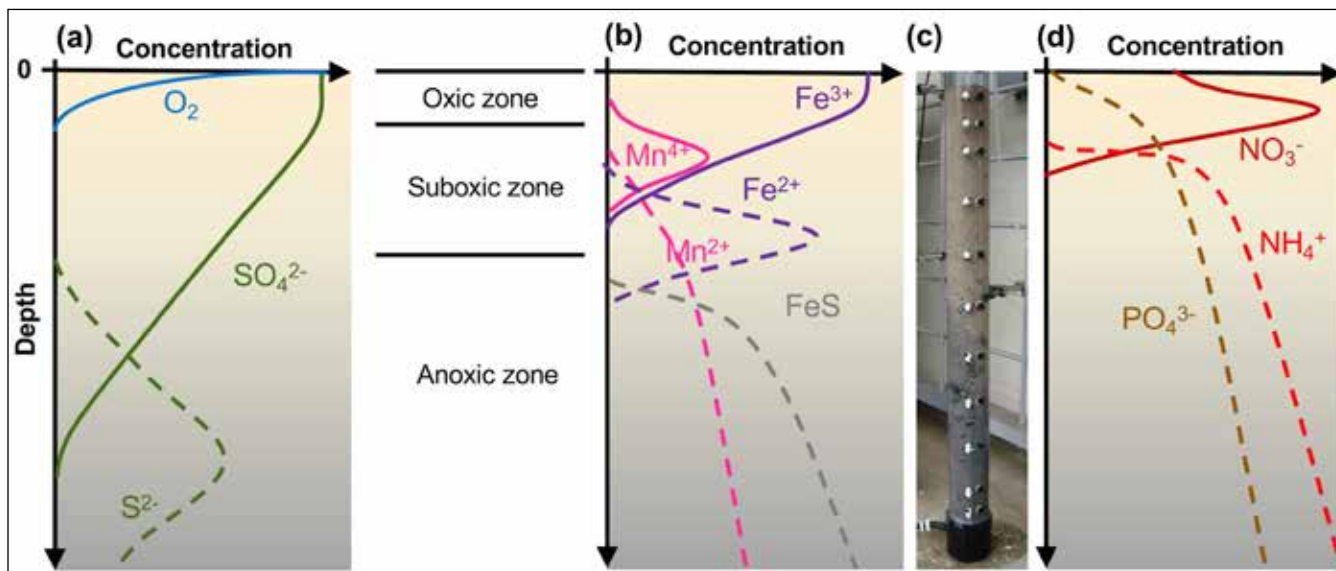 (a)
Concentration
0
O₂
SO₄²⁻
S²⁻
Depth
Oxic zone
Suboxic zone
Anoxic zone
(b)
Concentration
Fe³⁺
Mn⁴⁺
Fe²⁺
Mn²⁺
FeS
(c)
(d)
Concentration
NO₃⁻
NH₄⁺
PO₄³⁻